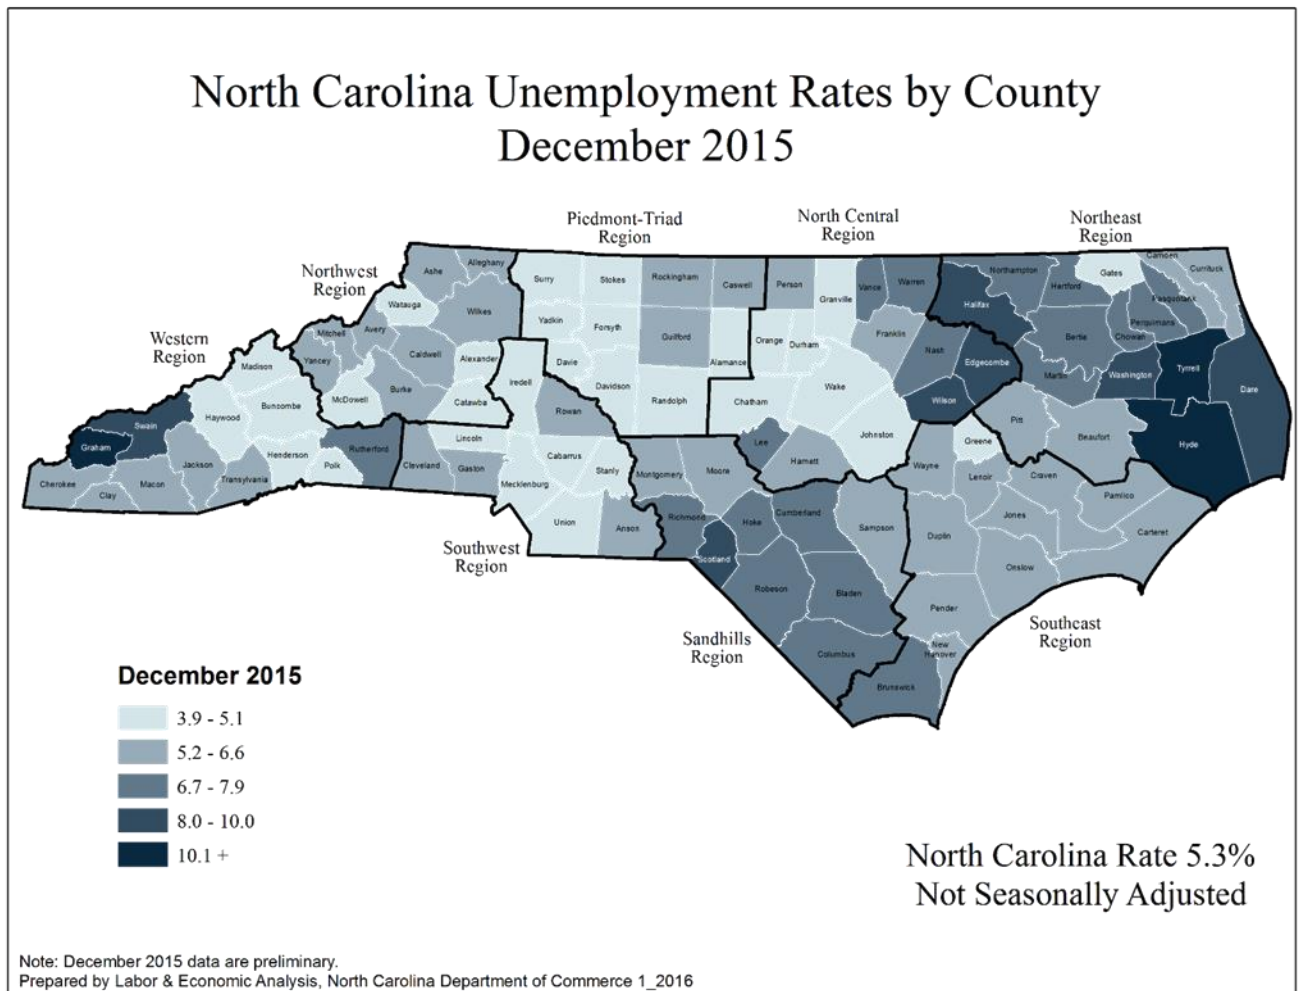 North Carolina Unemployment Rates by County
December 2015
Piedmont-Triad
Region
North Central
Region
Northeast
Region
Northwest
Region
Western
Region
Southwest
Region
Sandhills
Region
Southeast
Region
Ashe
Alleghany
Surry
Stokes
Rockingham
Caswell
Person
Granville
Vance
Warren
Northampton
Halifax
Hertford
Gates
Camden
Currituck
Pasquotank
Perquimans
Chowan
Bertie
Watauga
Wilkes
Yadkin
Forsyth
Guilford
Alamance
Orange
Durham
Franklin
Nash
Edgecombe
Martin
Washington
Tyrrell
Dare
Mitchell
Avery
Caldwell
Alexander
Iredell
Davie
Davidson
Randolph
Chatham
Wake
Wilson
Johnston
Madison
Yancey
McDowell
Burke
Catawba
Rowan
Lee
Harnett
Wayne
Greene
Pitt
Beaufort
Hyde
Swain
Graham
Haywood
Buncombe
Henderson
Polk
Rutherford
Cleveland
Lincoln
Gaston
Mecklenburg
Cabarrus
Stanly
Montgomery
Moore
Cherokee
Clay
Macon
Jackson
Transylvania
Union
Anson
Richmond
Scotland
Hoke
Cumberland
Sampson
Duplin
Lenoir
Craven
Jones
Pamlico
Carteret
Onslow
Robeson
Bladen
Pender
New
Hanover
Columbus
Brunswick
December 2015
3.9 - 5.1
5.2 - 6.6
6.7 - 7.9
8.0 - 10.0
10.1 +
North Carolina Rate 5.3%
Not Seasonally Adjusted
Note: December 2015 data are preliminary.
Prepared by Labor & Economic Analysis, North Carolina Department of Commerce 1_2016